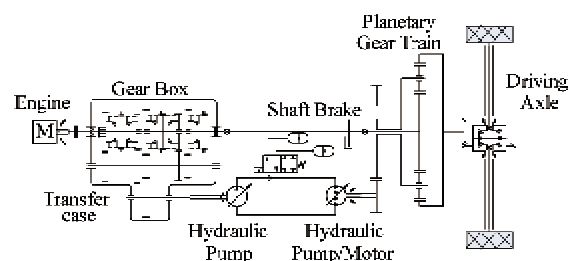 Planetary
Gear Train
Gear Box
Engine
M
Shaft Brake
Driving
Axle
Transfer
case
Hydraulic
Pump
Hydraulic
Pump/Motor